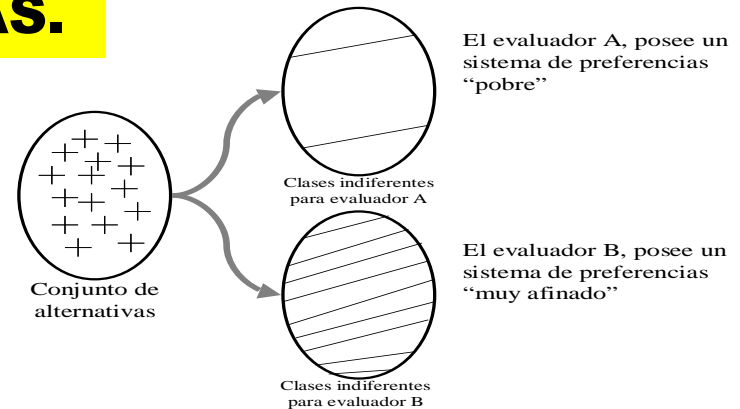 AS.
El evaluador A, posee un
sistema de preferencias
“pobre”
Clases indiferentes
para evaluador A
Conjunto de
alternativas
El evaluador B, posee un
sistema de preferencias
“muy afinado”
Clases indiferentes
para evaluador B